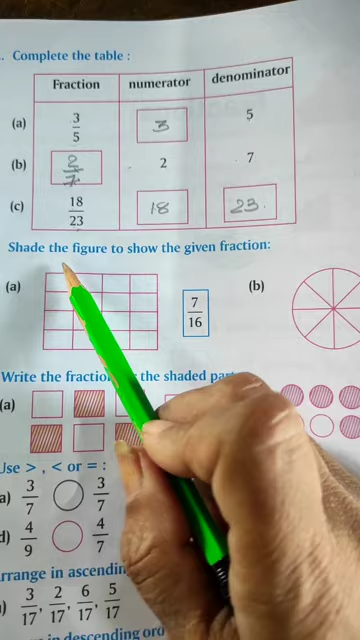 . Complete the table :
Fraction numerator denominator
(a) 3/5 3 5
(b) 2/7 2 7
(c) 18/23 18 23
Shade the figure to show the given fraction:
(a) 7/16 (b)
Write the fraction the shaded par
(a)
Use > , < or = :
a) 3/7 3/7
d) 4/9 4/7
rrange in ascendin
) 3/17, 2/17, 6/17, 5/17
in descending ord